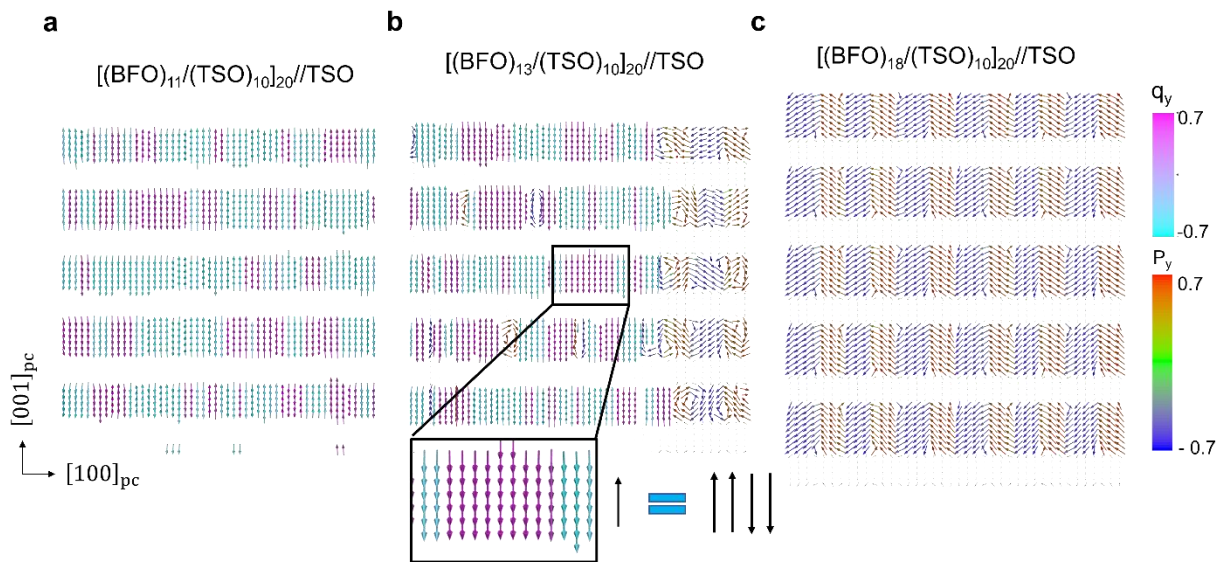 a
[(BFO)₁₁/(TSO)₁₀]₂₀//TSO
b
[(BFO)₁₃/(TSO)₁₀]₂₀//TSO
c
[(BFO)₁₈/(TSO)₁₀]₂₀//TSO
qy
0.7
-0.7
Py
0.7
- 0.7
[001]pc
[100]pc